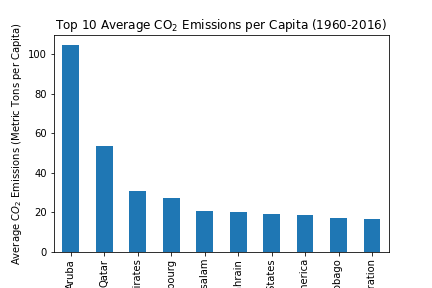 Top 10 Average CO₂ Emissions per Capita (1960-2016)
Average CO₂ Emissions (Metric Tons per Capita)
100
80
60
40
20
0
Aruba
Qatar
irates
bourg
salam
hrain
States
nerica
obago
ration